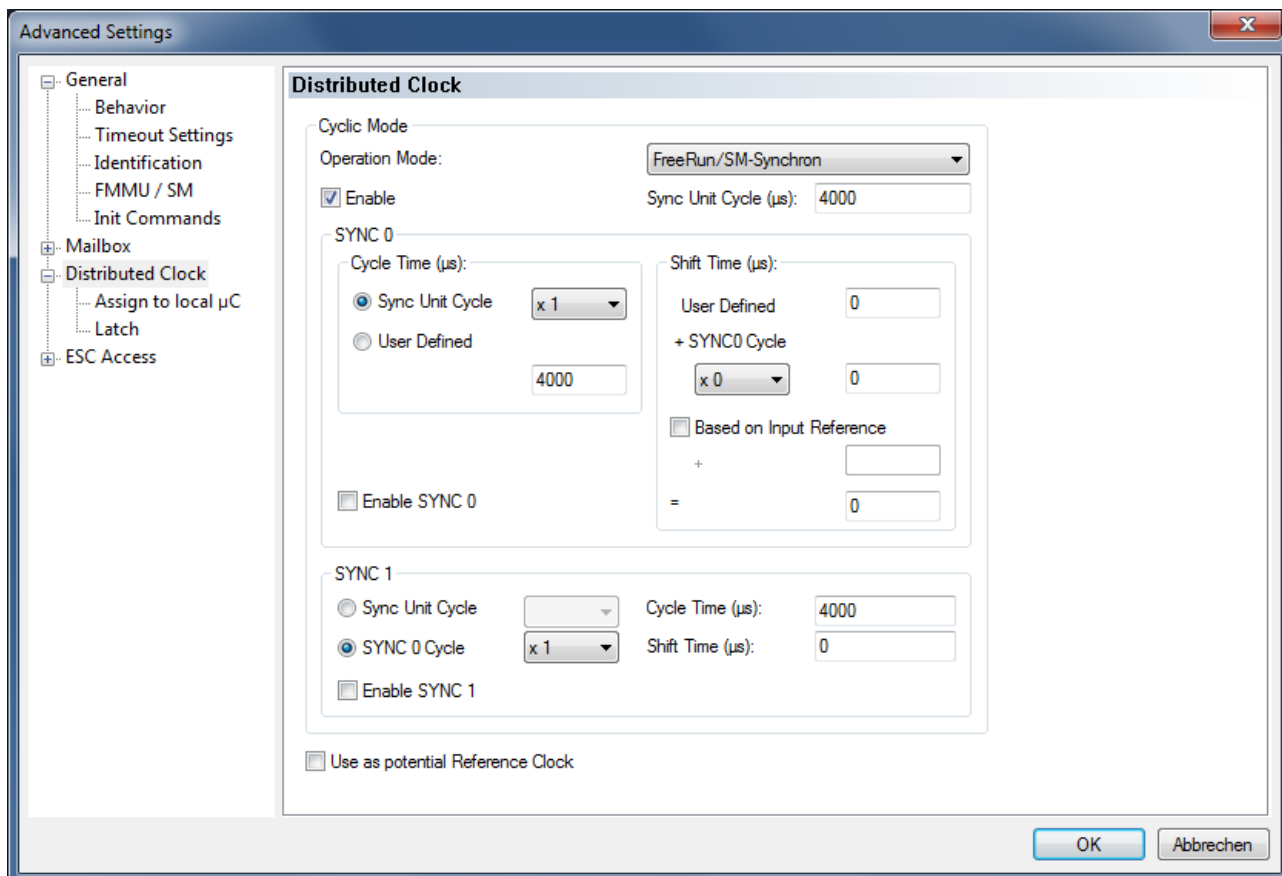 Advanced Settings
General
Behavior
Timeout Settings
Identification
FMMU / SM
Init Commands
Mailbox
Distributed Clock
Assign to local µC
Latch
ESC Access
Distributed Clock
Cyclic Mode
Operation Mode: FreeRun/SM-Synchron
Enable Sync Unit Cycle (µs): 4000
SYNC 0
Cycle Time (µs):
Sync Unit Cycle x 1
User Defined
4000
Enable SYNC 0
Shift Time (µs):
User Defined 0
+ SYNC0 Cycle
x 0 0
Based on Input Reference
+
= 0
SYNC 1
Sync Unit Cycle Cycle Time (µs): 4000
SYNC 0 Cycle x 1 Shift Time (µs): 0
Enable SYNC 1
Use as potential Reference Clock
OK Abbrechen